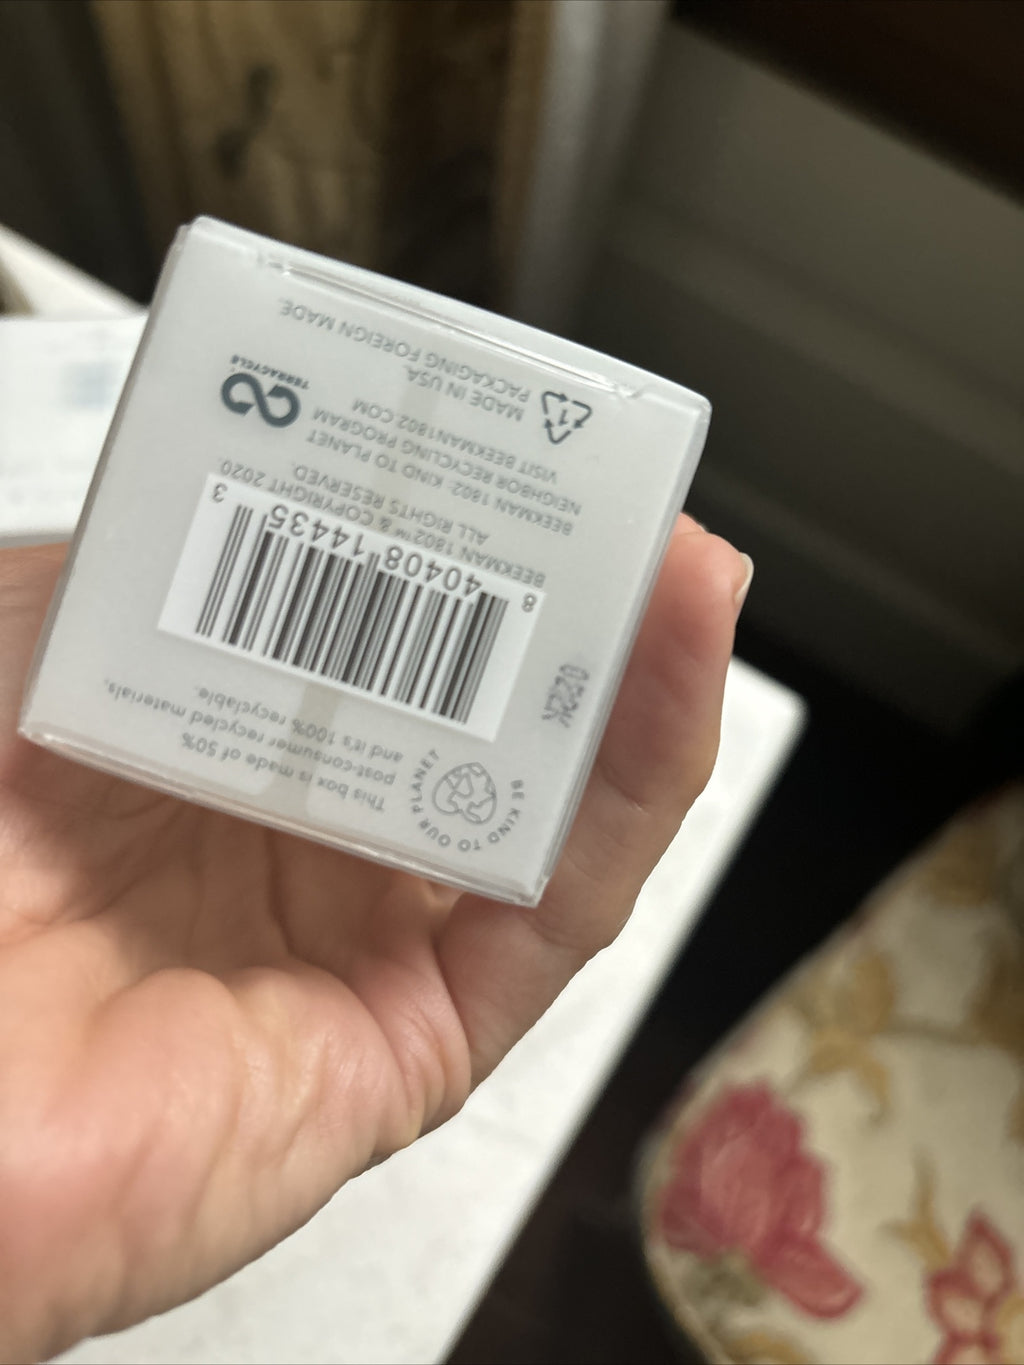 BE KIND TO OUR PLANET
This box is made of 50%
post-consumer recycled materials,
and it's 100% recyclable.
8 40408 14435 3
BEEKMAN 1802™ & COPYRIGHT 2020.
ALL RIGHTS RESERVED.
BEEKMAN 1802: KIND TO PLANET
NEIGHBOR RECYCLING PROGRAM
VISIT BEEKMAN1802.COM
TERRACYCLE
1
MADE IN USA.
PACKAGING FOREIGN MADE.